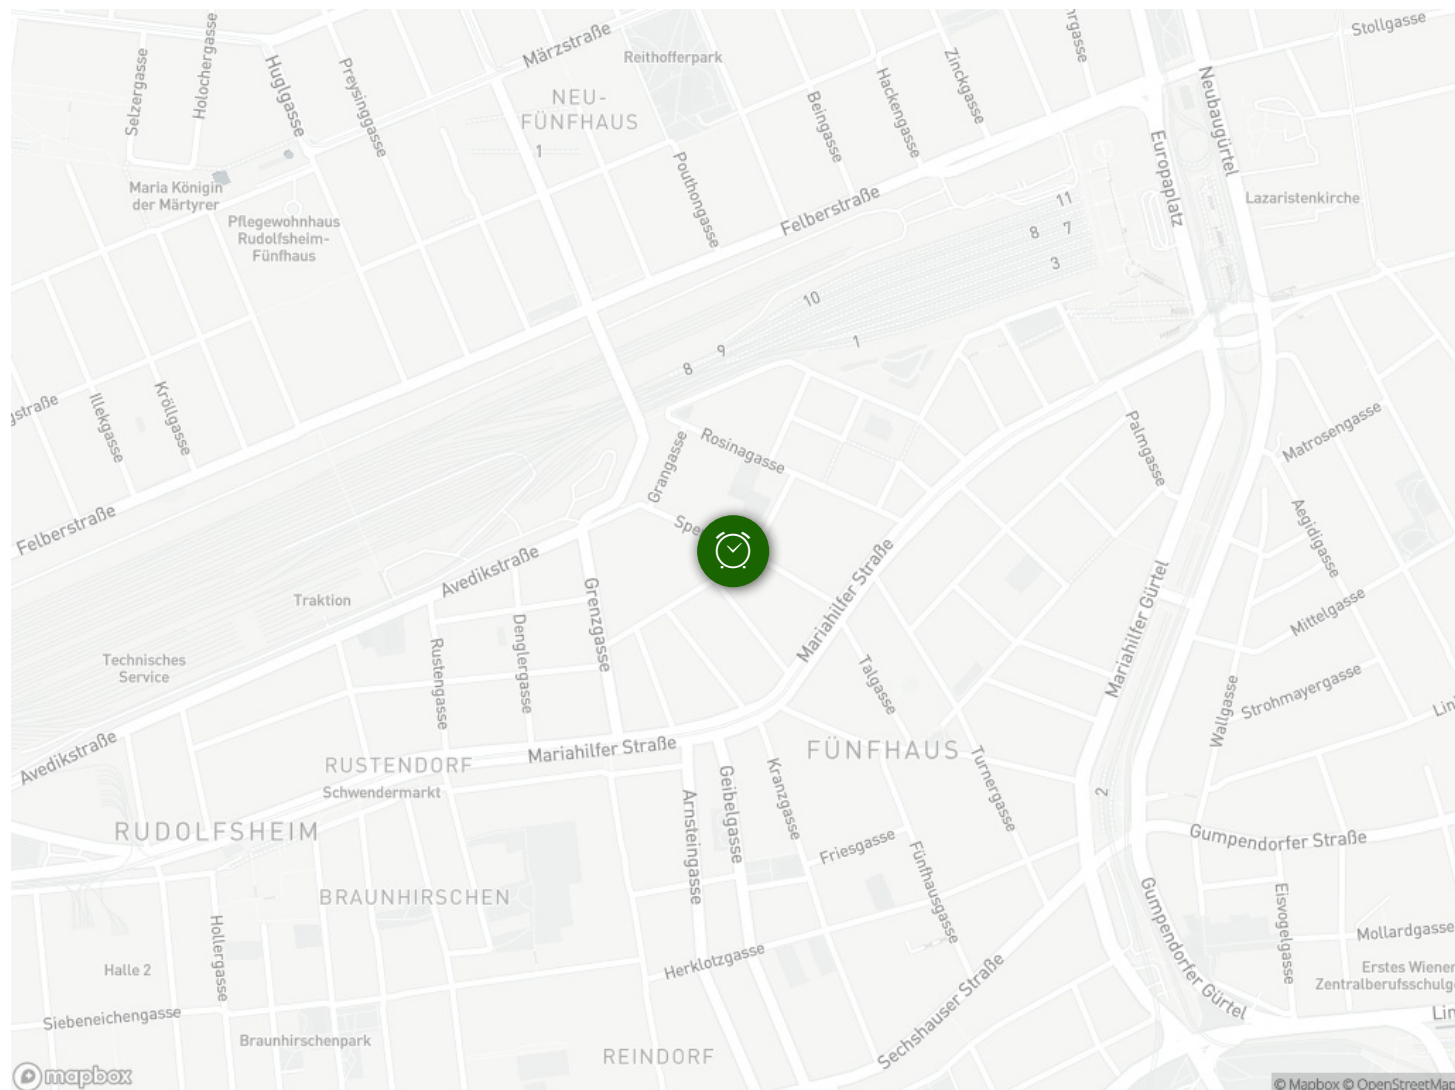 Stollgasse
Märzstraße
Reithofferpark
Selzergasse
Holochergasse
Huglgasse
Preysinggasse
NEU-
FÜNFHAUS
1
Beingasse
Hackengasse
Zinckgasse
Neubaugürtel
Europaplatz
Maria Königin
der Märtyrer
Pflegewohnhaus
Rudolfsheim-
Fünfhaus
Pouthongasse
Felberstraße
Lazaristenkirche
11
8
7
3
10
1
9
8
Illekgasse
Kröllgasse
Rosinagasse
Grangasse
Palmgasse
Matrosengasse
Felberstraße
Aegidigasse
Avedikstraße
Grenzgasse
Mariahilfer Straße
Mariahilfer Gürtel
Mittelgasse
Traktion
Technisches
Service
Rustengasse
Denglergasse
Talgasse
Wallgasse
Strohmayergasse
Avedikstraße
Mariahilfer Straße
FÜNFHAUS
RUSTENDORF
Schwendermarkt
Kranzgasse
Geibelgasse
Arnsteingasse
Turnergasse
2
RUDOLFSHEIM
Friesgasse
Gumpendorfer Straße
Fünfhausgasse
BRAUNHIRSCHEN
Eisvogelgasse
Gumpendorfer Gürtel
Mollardgasse
Hollergasse
Halle 2
Herklotzgasse
Erstes Wiener
Siebeneichengasse
Sechshauser Straße
Braunhirschenpark
REINDORF
mapbox
© Mapbox © OpenStreetMap